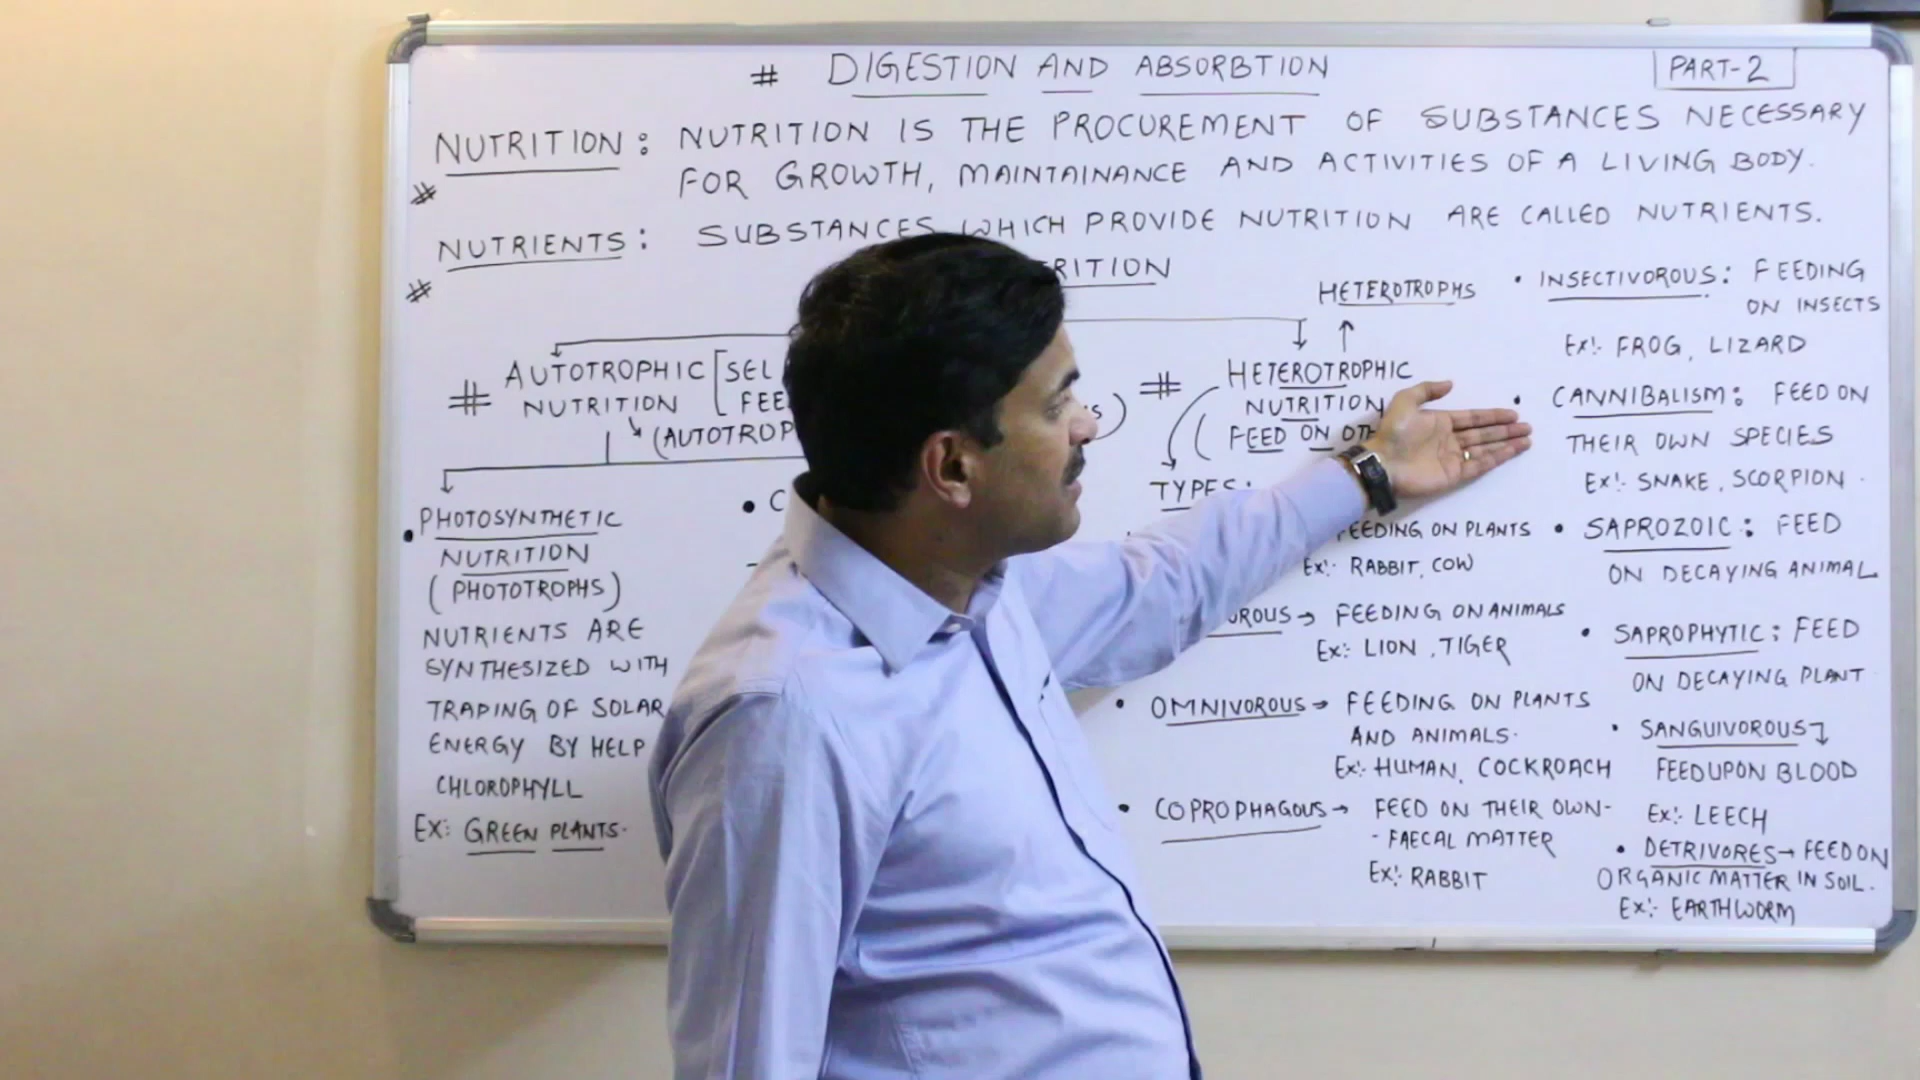 # DIGESTION AND ABSORBTION
PART-2
NUTRITION: NUTRITION IS THE PROCUREMENT OF SUBSTANCES NECESSARY
# FOR GROWTH, MAINTAINANCE AND ACTIVITIES OF A LIVING BODY.
NUTRIENTS: SUBSTANCES WHICH PROVIDE NUTRITION ARE CALLED NUTRIENTS.
#
RITION
# AUTOTROPHIC [SEL
NUTRITION FEE
(AUTOTROP
• PHOTOSYNTHETIC
NUTRITION
(PHOTOTROPHS)
NUTRIENTS ARE
SYNTHESIZED WITH
TRAPING OF SOLAR
ENERGY BY HELP
CHLOROPHYLL
EX: GREEN PLANTS.
• C
S)
HETEROTROPHS
# HETEROTROPHIC
NUTRITION
(FEED ON OTH
TYPES:
FEEDING ON PLANTS
Ex:- RABBIT, COW
OROUS → FEEDING ON ANIMALS
Ex:- LION, TIGER
• OMNIVOROUS → FEEDING ON PLANTS
AND ANIMALS.
Ex:- HUMAN, COCKROACH
• COPROPHAGOUS → FEED ON THEIR OWN-
- FAECAL MATTER
Ex:- RABBIT
• INSECTIVOROUS: FEEDING
ON INSECTS
Ex:- FROG, LIZARD
• CANNIBALISM: FEED ON
THEIR OWN SPECIES
Ex:- SNAKE, SCORPION.
• SAPROZOIC: FEED
ON DECAYING ANIMAL
• SAPROPHYTIC: FEED
ON DECAYING PLANT
• SANGUIVOROUS
FEED UPON BLOOD
Ex:- LEECH
• DETRIVORES → FEED ON
ORGANIC MATTER IN SOIL.
Ex:- EARTHWORM